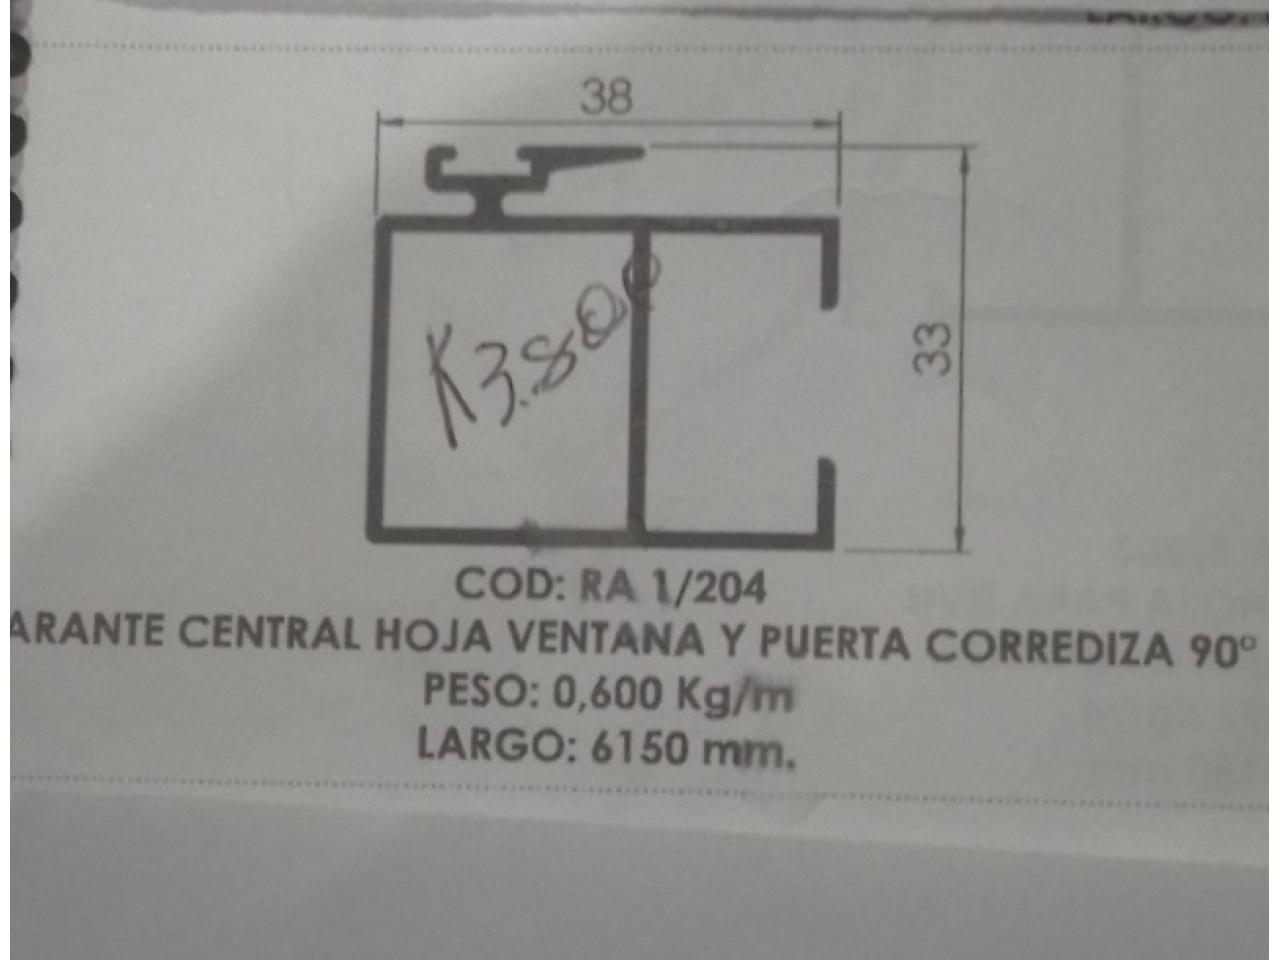 38
33
K3.800
COD: RA 1/204
ARANTE CENTRAL HOJA VENTANA Y PUERTA CORREDIZA 90º
PESO: 0,600 Kg/m
LARGO: 6150 mm.